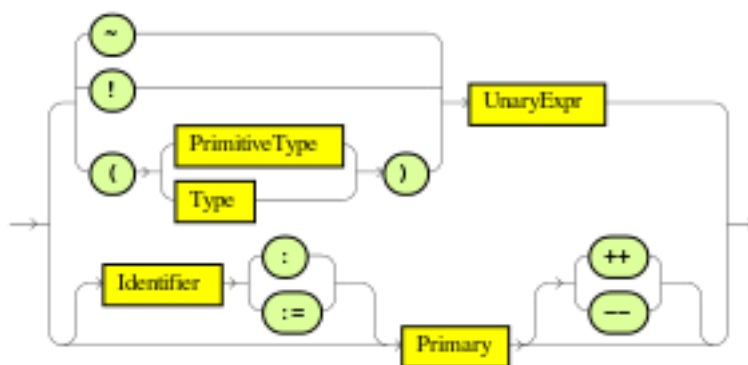 ~
!
UnaryExpr
( PrimitiveType )
Type
Identifier : ++
:= --
Primary